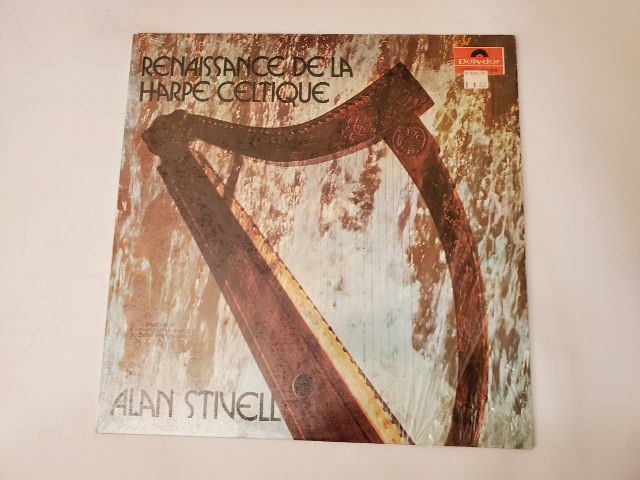 RENAISSANCE DE LA
HARPE CELTIQUE
Polydor
ALAN STIVELL